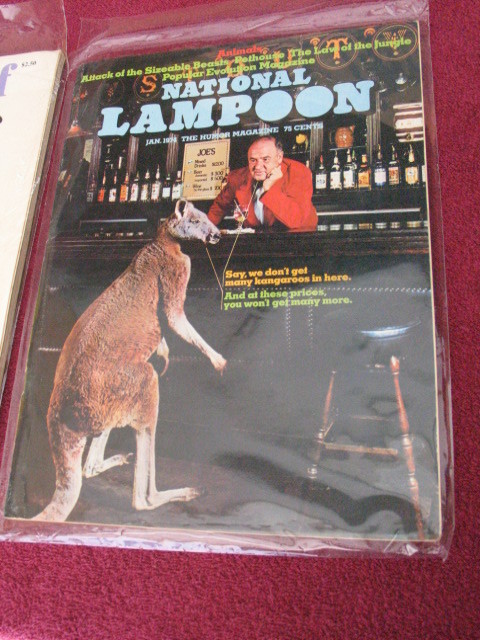 $2.50
Animals:
Attack of the Sizeable Beasts, Pethouse, The Law of the Jungle
Popular Evolution Magazine
NATIONAL
LAMPOON
JAN. 1974 THE HUMOR MAGAZINE 75 CENTS
JOE'S
Say, we don't get
many kangaroos in here.
And at these prices,
you won't get many more.